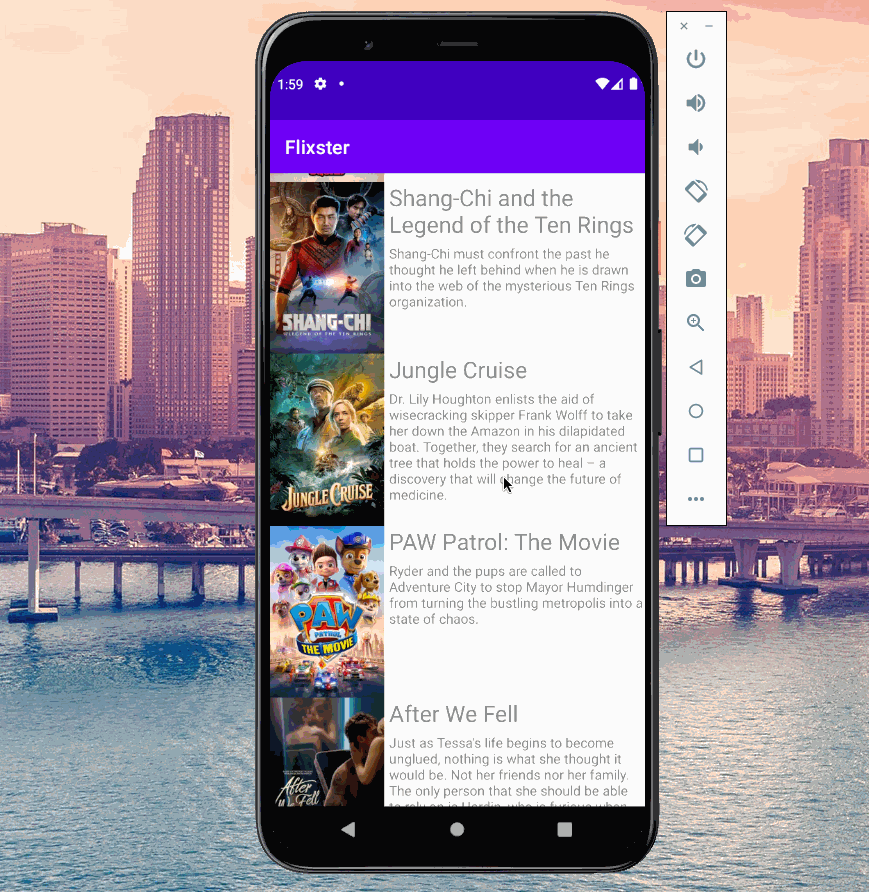 1:59
Flixster
Shang-Chi and the
Legend of the Ten Rings
Shang-Chi must confront the past he
thought he left behind when he is drawn
into the web of the mysterious Ten Rings
organization.
SHANG-CHI
LEGEND OF THE TEN RINGS
Jungle Cruise
Dr. Lily Houghton enlists the aid of
wisecracking skipper Frank Wolff to take
her down the Amazon in his dilapidated
boat. Together, they search for an ancient
tree that holds the power to heal – a
discovery that will change the future of
medicine.
JUNGLE CRUISE
PAW Patrol: The Movie
Ryder and the pups are called to
Adventure City to stop Mayor Humdinger
from turning the bustling metropolis into a
state of chaos.
PAW
PATROL
THE MOVIE
After We Fell
Just as Tessa's life begins to become
unglued, nothing is what she thought it
would be. Not her friends nor her family.
The only person that she should be able
to rely on is Hardin, who is furious when
After
We Fell